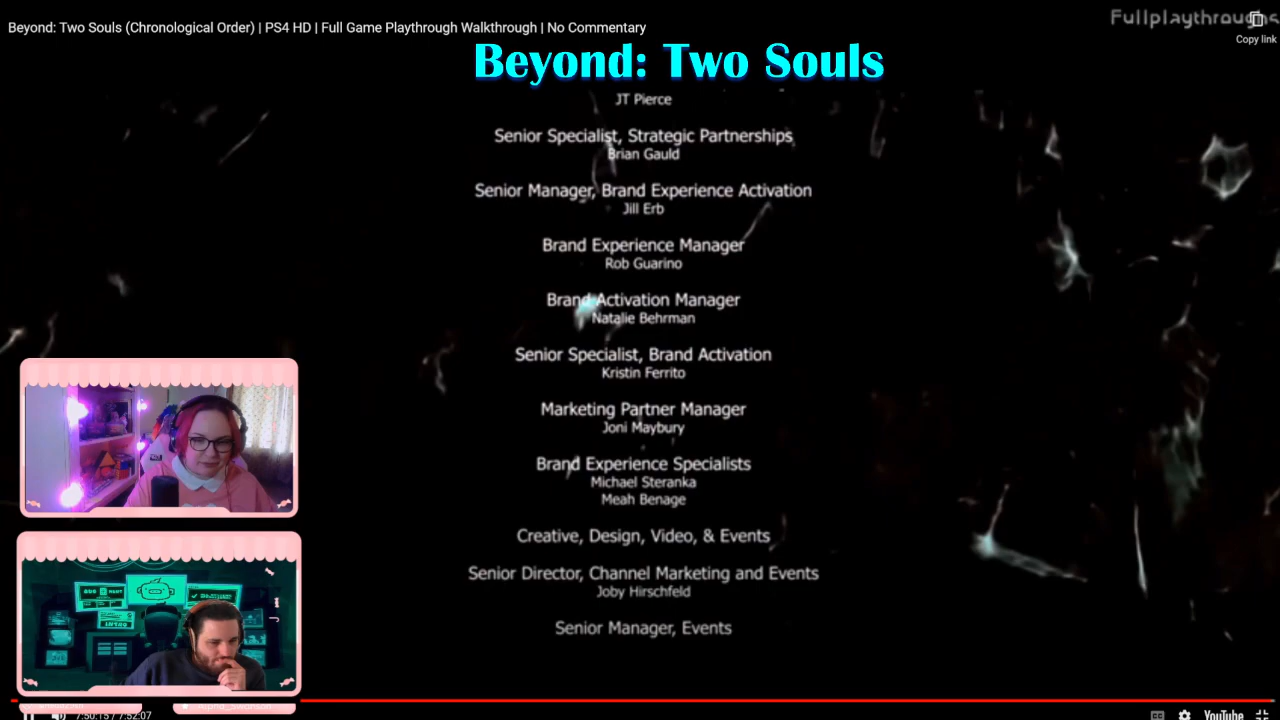 Beyond: Two Souls (Chronological Order) | PS4 HD | Full Game Playthrough Walkthrough | No Commentary
Fullplaythroughs
Copy link
Beyond: Two Souls
JT Pierce
Senior Specialist, Strategic Partnerships
Brian Gauld
Senior Manager, Brand Experience Activation
Jill Erb
Brand Experience Manager
Rob Guarino
Brand Activation Manager
Natalie Behrman
Senior Specialist, Brand Activation
Kristin Ferrito
Marketing Partner Manager
Joni Maybury
Brand Experience Specialists
Michael Steranka
Meah Benage
Creative, Design, Video, & Events
Senior Director, Channel Marketing and Events
Joby Hirschfeld
Senior Manager, Events
7:50:15 / 7:52:07
YouTube